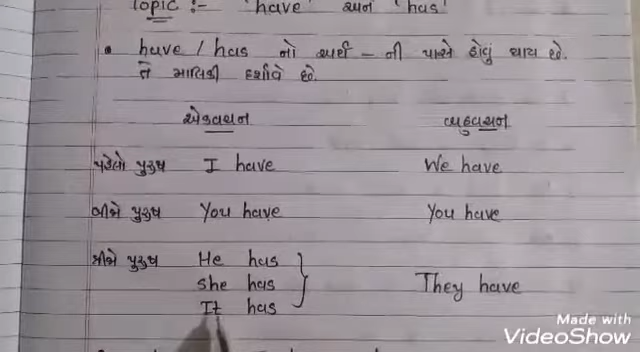 Topic :- 'have' અને 'has'
• have / has નો અર્થ - ની પાસે હોવું થાય છે.
તે માલિકી દર્શાવે છે.
એકવચન બહુવચન
પહેલો પુરુષ I have We have
બીજો પુરુષ You have You have
ત્રીજો પુરુષ He has
She has They have
It has
Made with
VideoShow